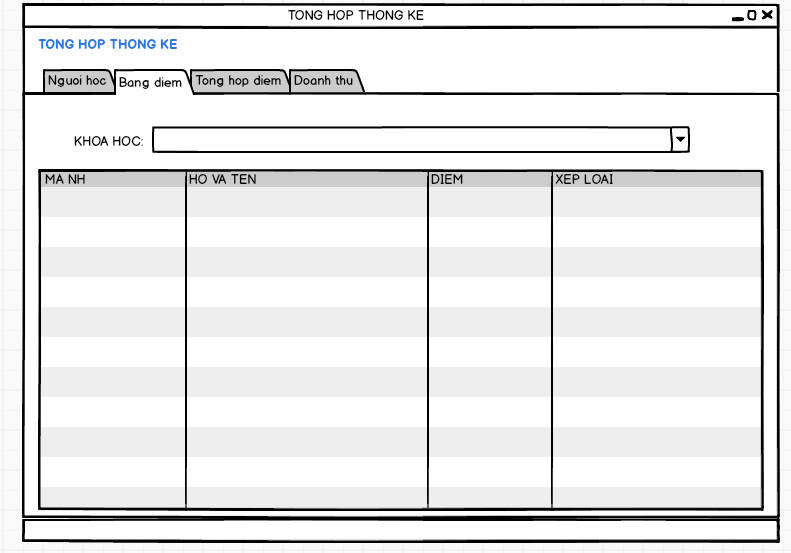 TONG HOP THONG KE
TONG HOP THONG KE
Nguoi hoc Bang diem Tong hop diem Doanh thu
KHOA HOC:
MA NH HO VA TEN DIEM XEP LOAI